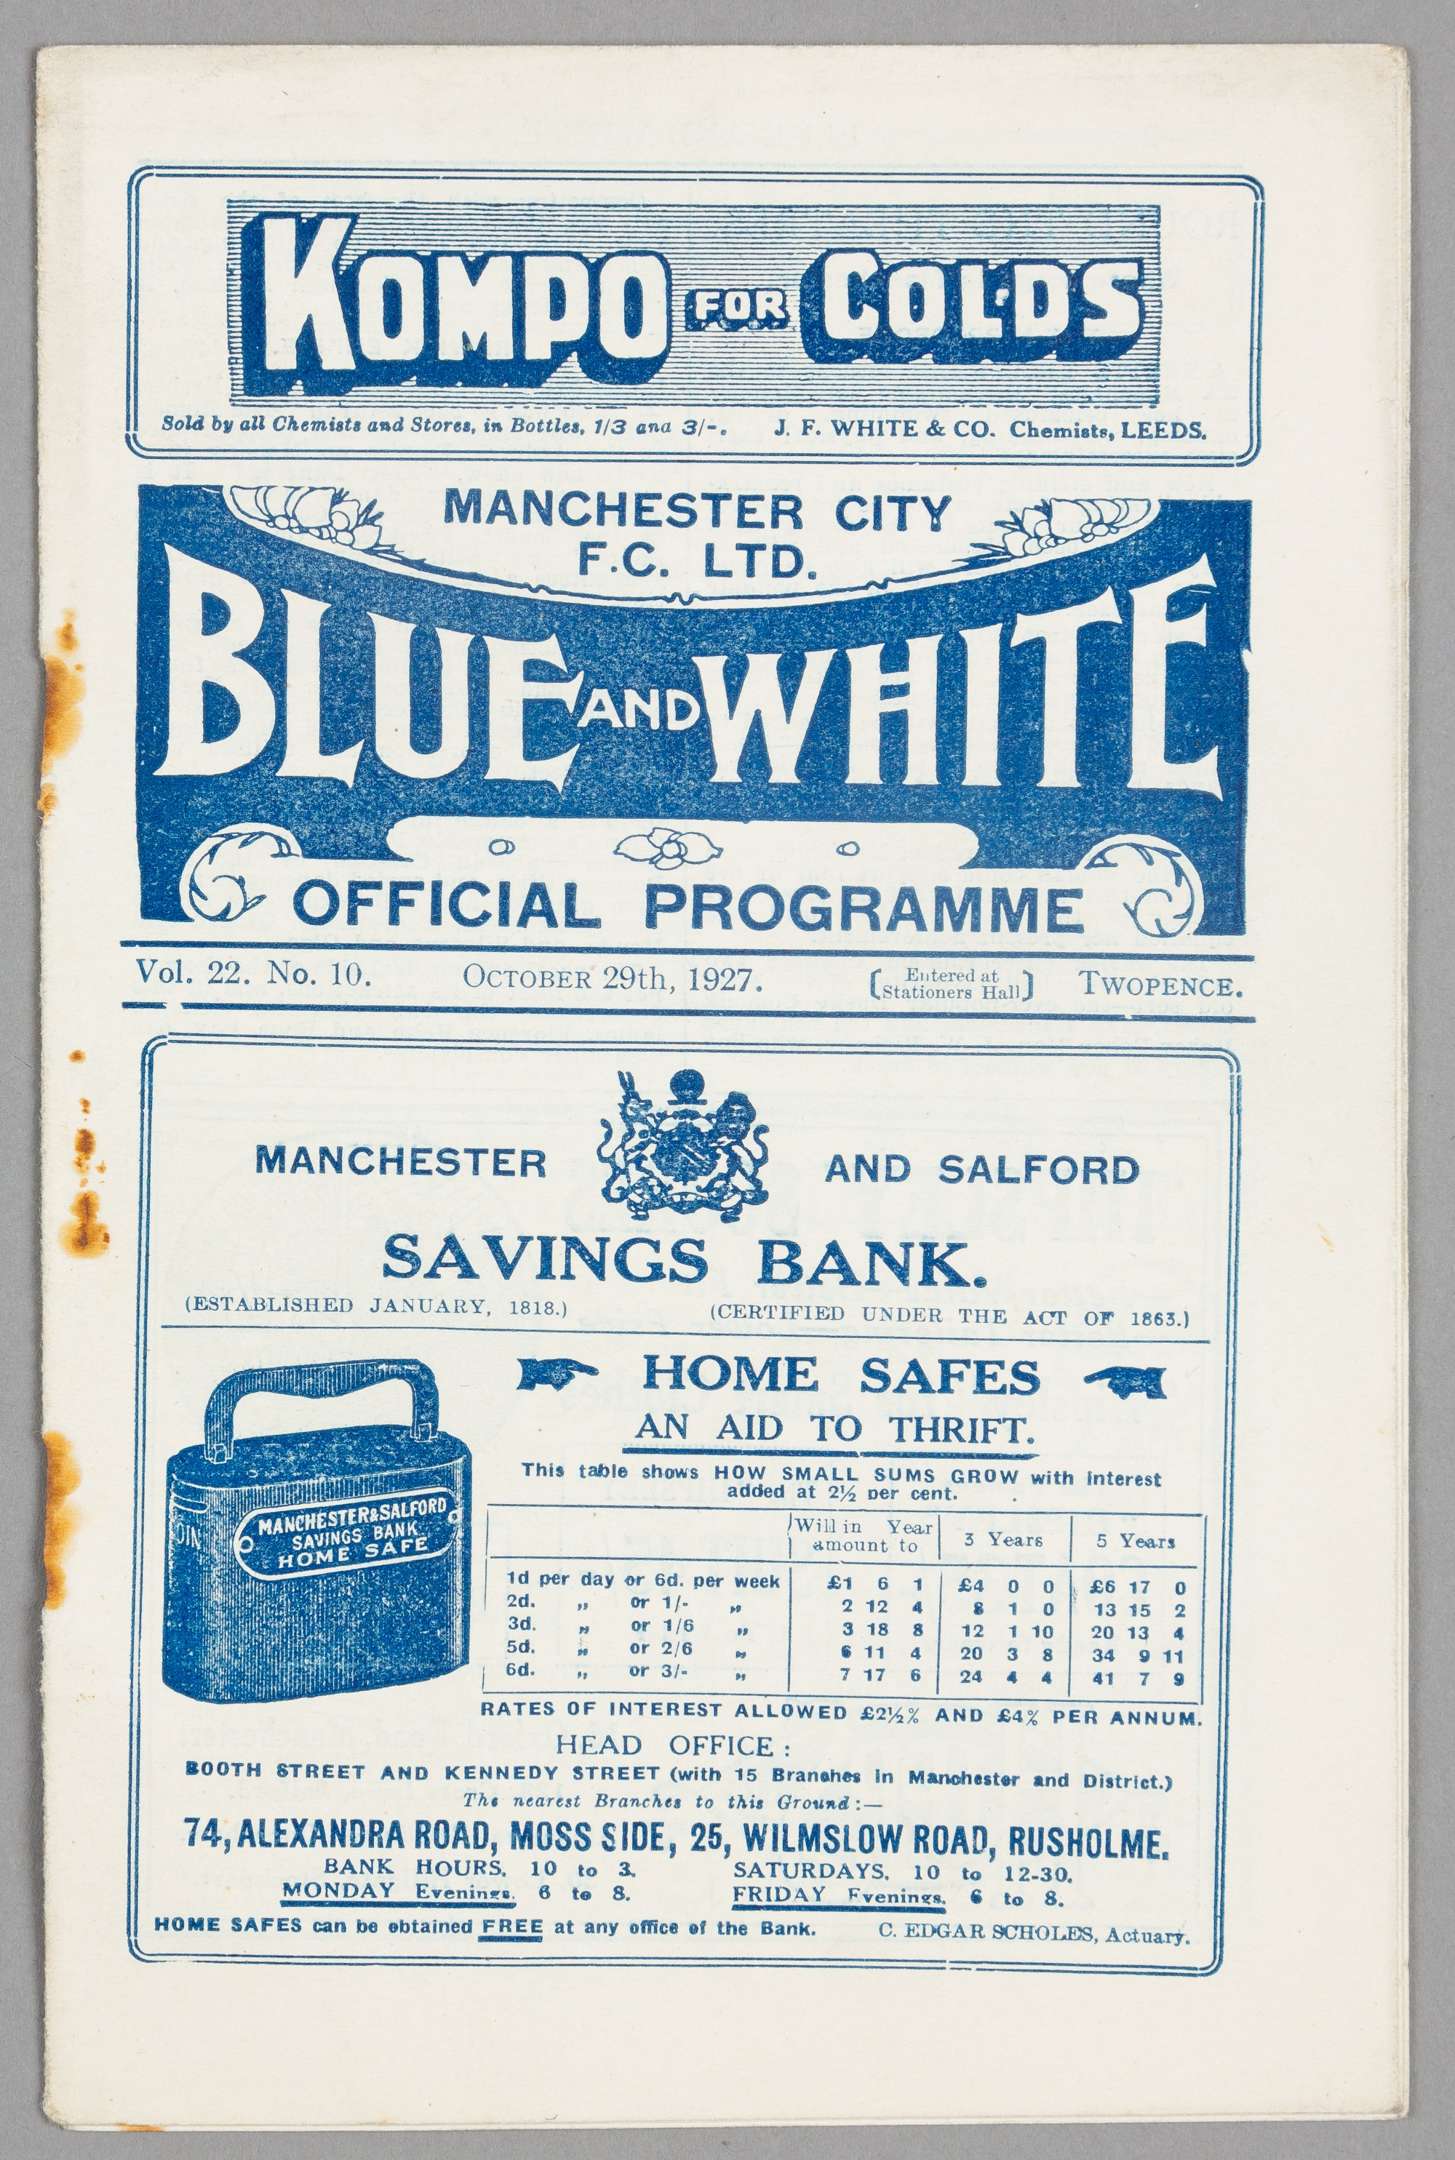 KOMPO FOR COLDS
Sold by all Chemists and Stores, in Bottles, 1/3 and 3/-. J. F. WHITE & CO. Chemists, LEEDS.
MANCHESTER CITY
F.C. LTD.
BLUE AND WHITE
OFFICIAL PROGRAMME
Vol. 22. No. 10. OCTOBER 29th, 1927. [Entered at Stationers Hall] TWOPENCE.
MANCHESTER AND SALFORD
SAVINGS BANK.
(ESTABLISHED JANUARY, 1818.) (CERTIFIED UNDER THE ACT OF 1863.)
HOME SAFES
AN AID TO THRIFT.
This table shows HOW SMALL SUMS GROW with interest
added at 2½ per cent.
COIN
MANCHESTER & SALFORD
SAVINGS BANK
HOME SAFE
Will in Year amount to 3 Years 5 Years
1d per day or 6d. per week £1 6 1 £4 0 0 £6 17 0
2d. „ or 1/- „ 2 12 4 8 1 0 13 15 2
3d. „ or 1/6 „ 3 18 8 12 1 10 20 13 4
5d. „ or 2/6 „ 6 11 4 20 3 8 34 9 11
6d. „ or 3/- „ 7 17 6 24 4 4 41 7 9
RATES OF INTEREST ALLOWED £2½% AND £4% PER ANNUM.
HEAD OFFICE:
BOOTH STREET AND KENNEDY STREET (with 15 Branches in Manchester and District.)
The nearest Branches to this Ground:—
74, ALEXANDRA ROAD, MOSS SIDE, 25, WILMSLOW ROAD, RUSHOLME.
BANK HOURS. 10 to 3. SATURDAYS. 10 to 12-30.
MONDAY Evenings. 6 to 8. FRIDAY Evenings. 6 to 8.
HOME SAFES can be obtained FREE at any office of the Bank. C. EDGAR SCHOLES, Actuary.